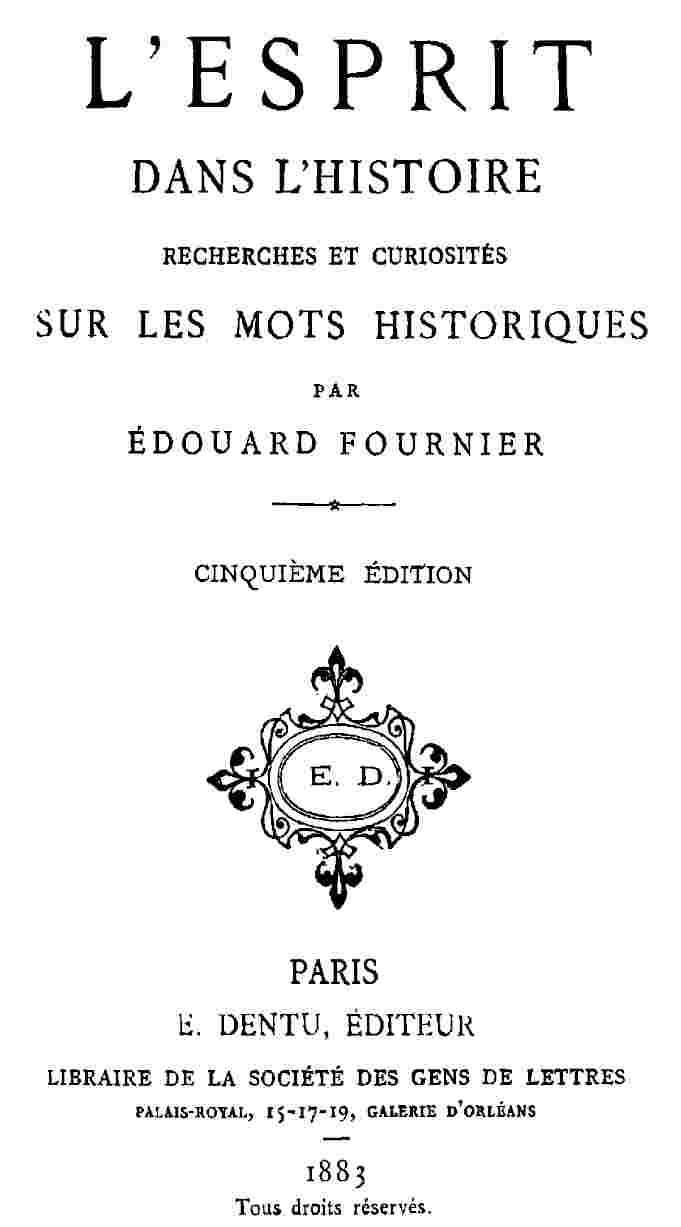 L'ESPRIT
DANS L'HISTOIRE
RECHERCHES ET CURIOSITÉS
SUR LES MOTS HISTORIQUES
PAR
ÉDOUARD FOURNIER
CINQUIÈME ÉDITION
E. D.
PARIS
E. DENTU, ÉDITEUR
LIBRAIRE DE LA SOCIÉTÉ DES GENS DE LETTRES
PALAIS-ROYAL, 15-17-19, GALERIE D'ORLÉANS
1883
Tous droits réservés.